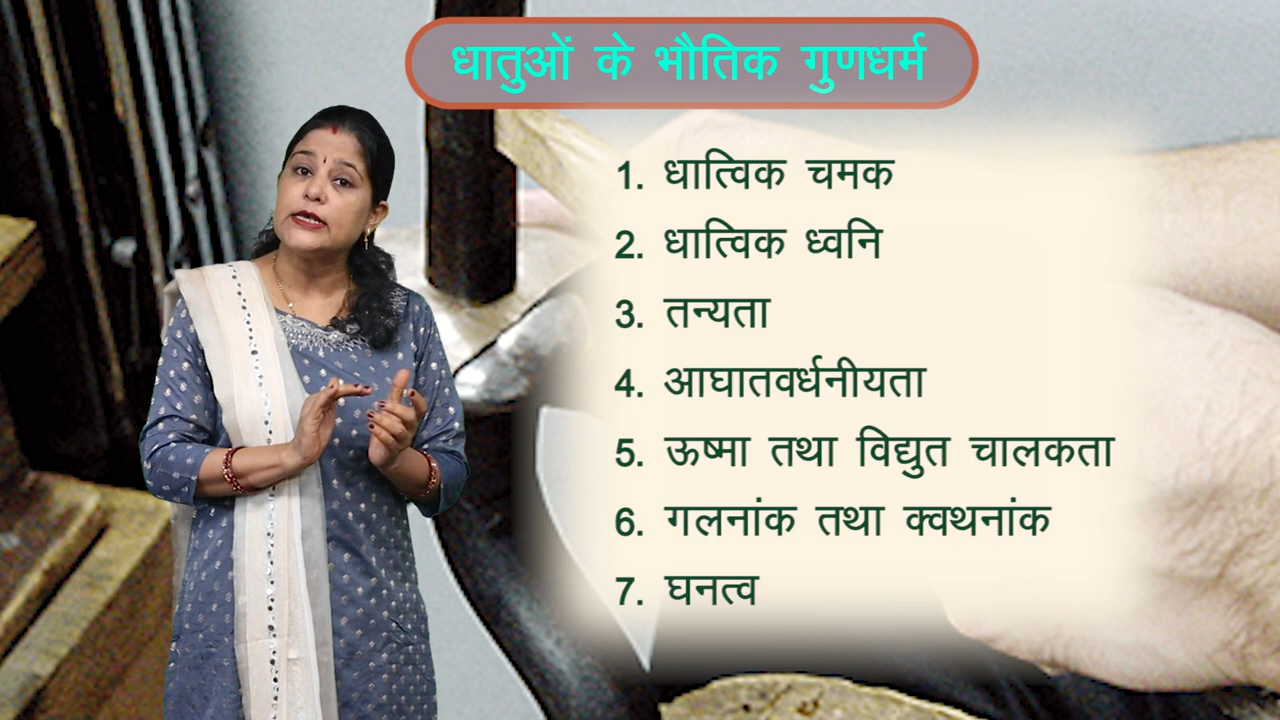 धातुओं के भौतिक गुणधर्म
1. धात्विक चमक
2. धात्विक ध्वनि
3. तन्यता
4. आघातवर्धनीयता
5. ऊष्मा तथा विद्युत चालकता
6. गलनांक तथा क्वथनांक
7. घनत्व